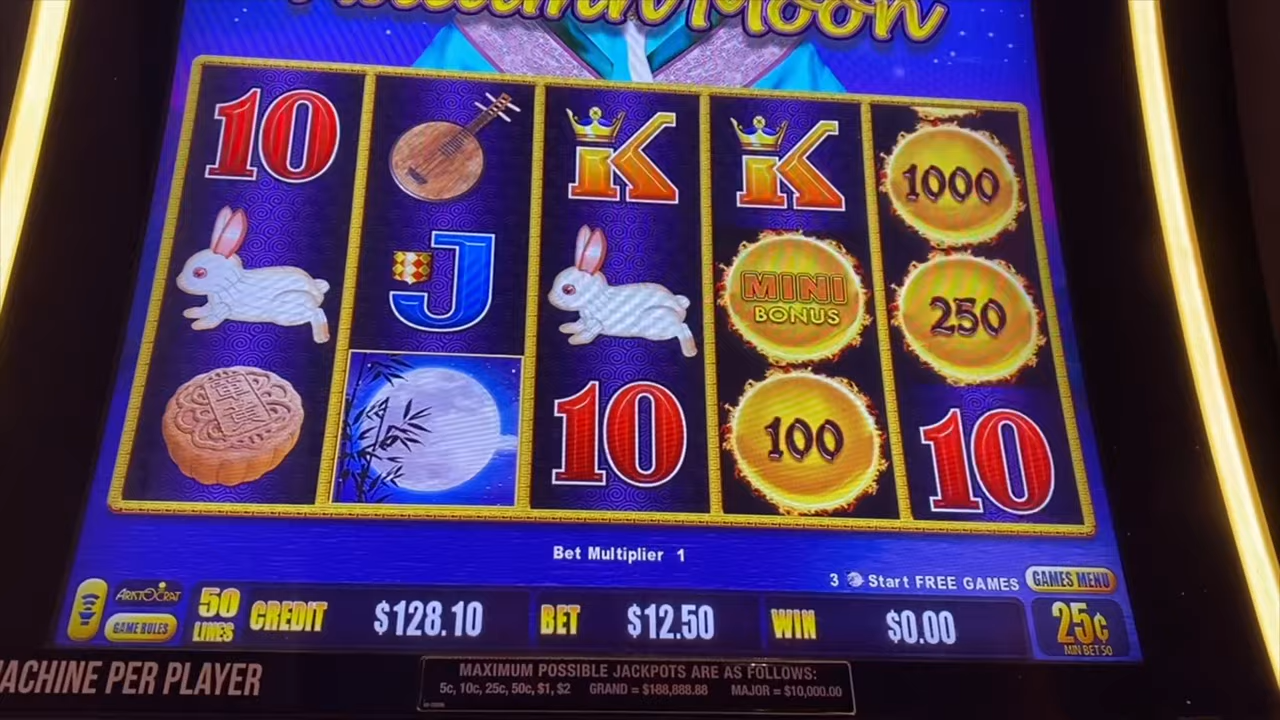 Autumn Moon
10 K K 1000
J MINI BONUS 250
10 100 10
Bet Multiplier 1
3 Start FREE GAMES GAMES MENU
ARISTOCRAT
GAME RULES
50 LINES CREDIT $128.10 BET $12.50 WIN $0.00 25¢
MIN BET 50
MACHINE PER PLAYER
MAXIMUM POSSIBLE JACKPOTS ARE AS FOLLOWS:
5c, 10c, 25c, 50c, $1, $2 GRAND = $188,888.88 MAJOR = $10,000.00